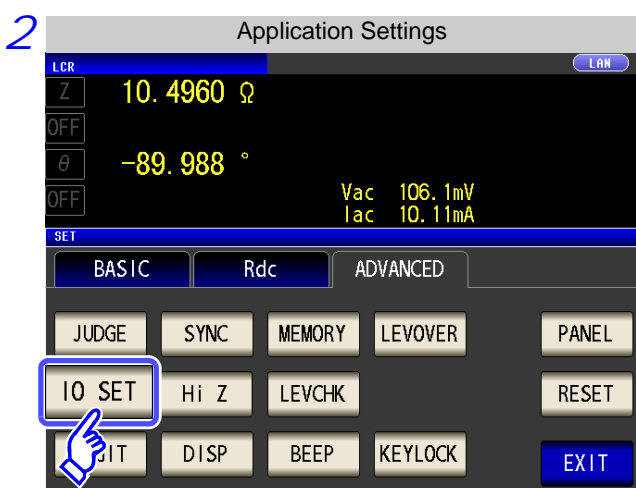 2 Application Settings
LCR LAN
Z 10.4960 Ω
OFF
θ -89.988 °
OFF Vac 106.1mV
Iac 10.11mA
SET
BASIC Rdc ADVANCED
JUDGE SYNC MEMORY LEVOVER PANEL
IO SET Hi Z LEVCHK RESET
DISP BEEP KEYLOCK EXIT